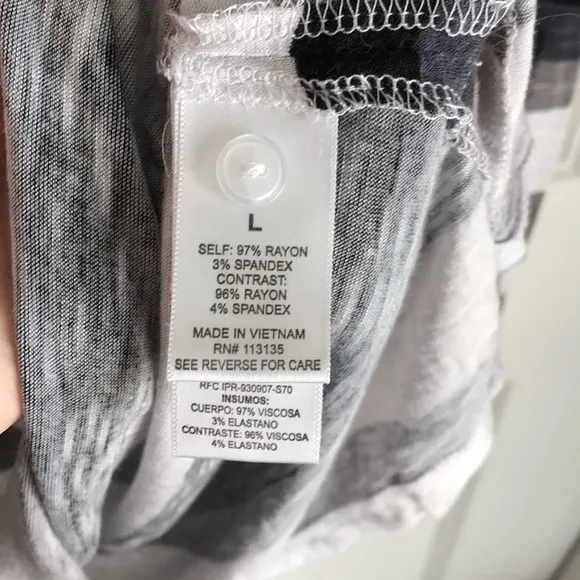 L
SELF: 97% RAYON
3% SPANDEX
CONTRAST:
96% RAYON
4% SPANDEX
MADE IN VIETNAM
RN# 113135
SEE REVERSE FOR CARE
RFC IPR-930907-S70
INSUMOS:
CUERPO: 97% VISCOSA
3% ELASTANO
CONTRASTE: 96% VISCOSA
4% ELASTANO